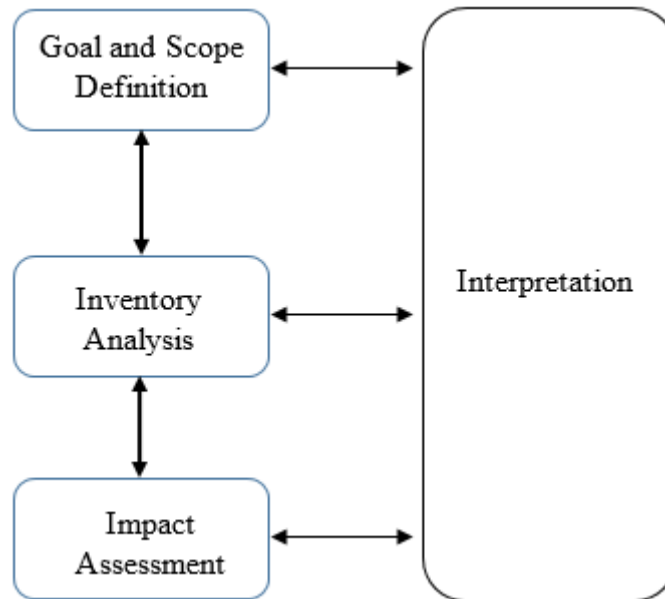 Goal and Scope
Definition
Inventory
Analysis
Impact
Assessment
Interpretation